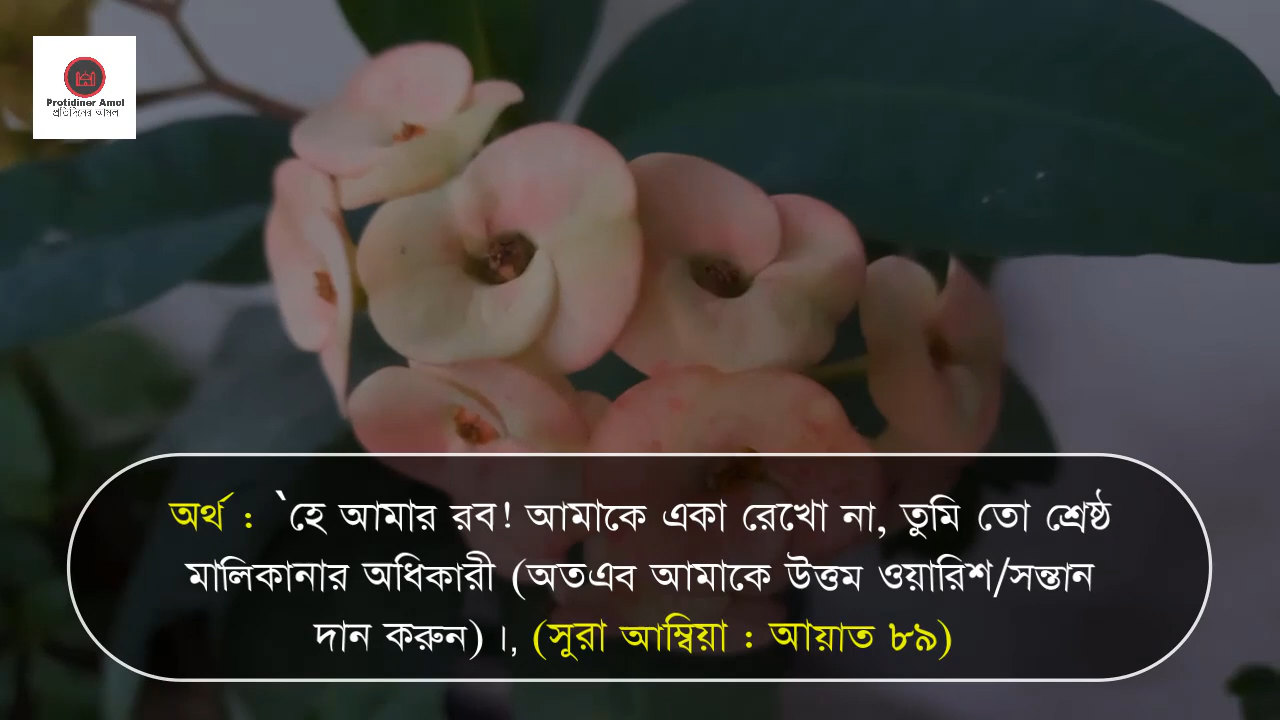 Protidiner Amol
প্রতিদিনের আমল
অর্থ : `হে আমার রব! আমাকে একা রেখো না, তুমি তো শ্রেষ্ঠ
মালিকানার অধিকারী (অতএব আমাকে উত্তম ওয়ারিশ/সন্তান
দান করুন)।, (সূরা আম্বিয়া : আয়াত ৮৯)